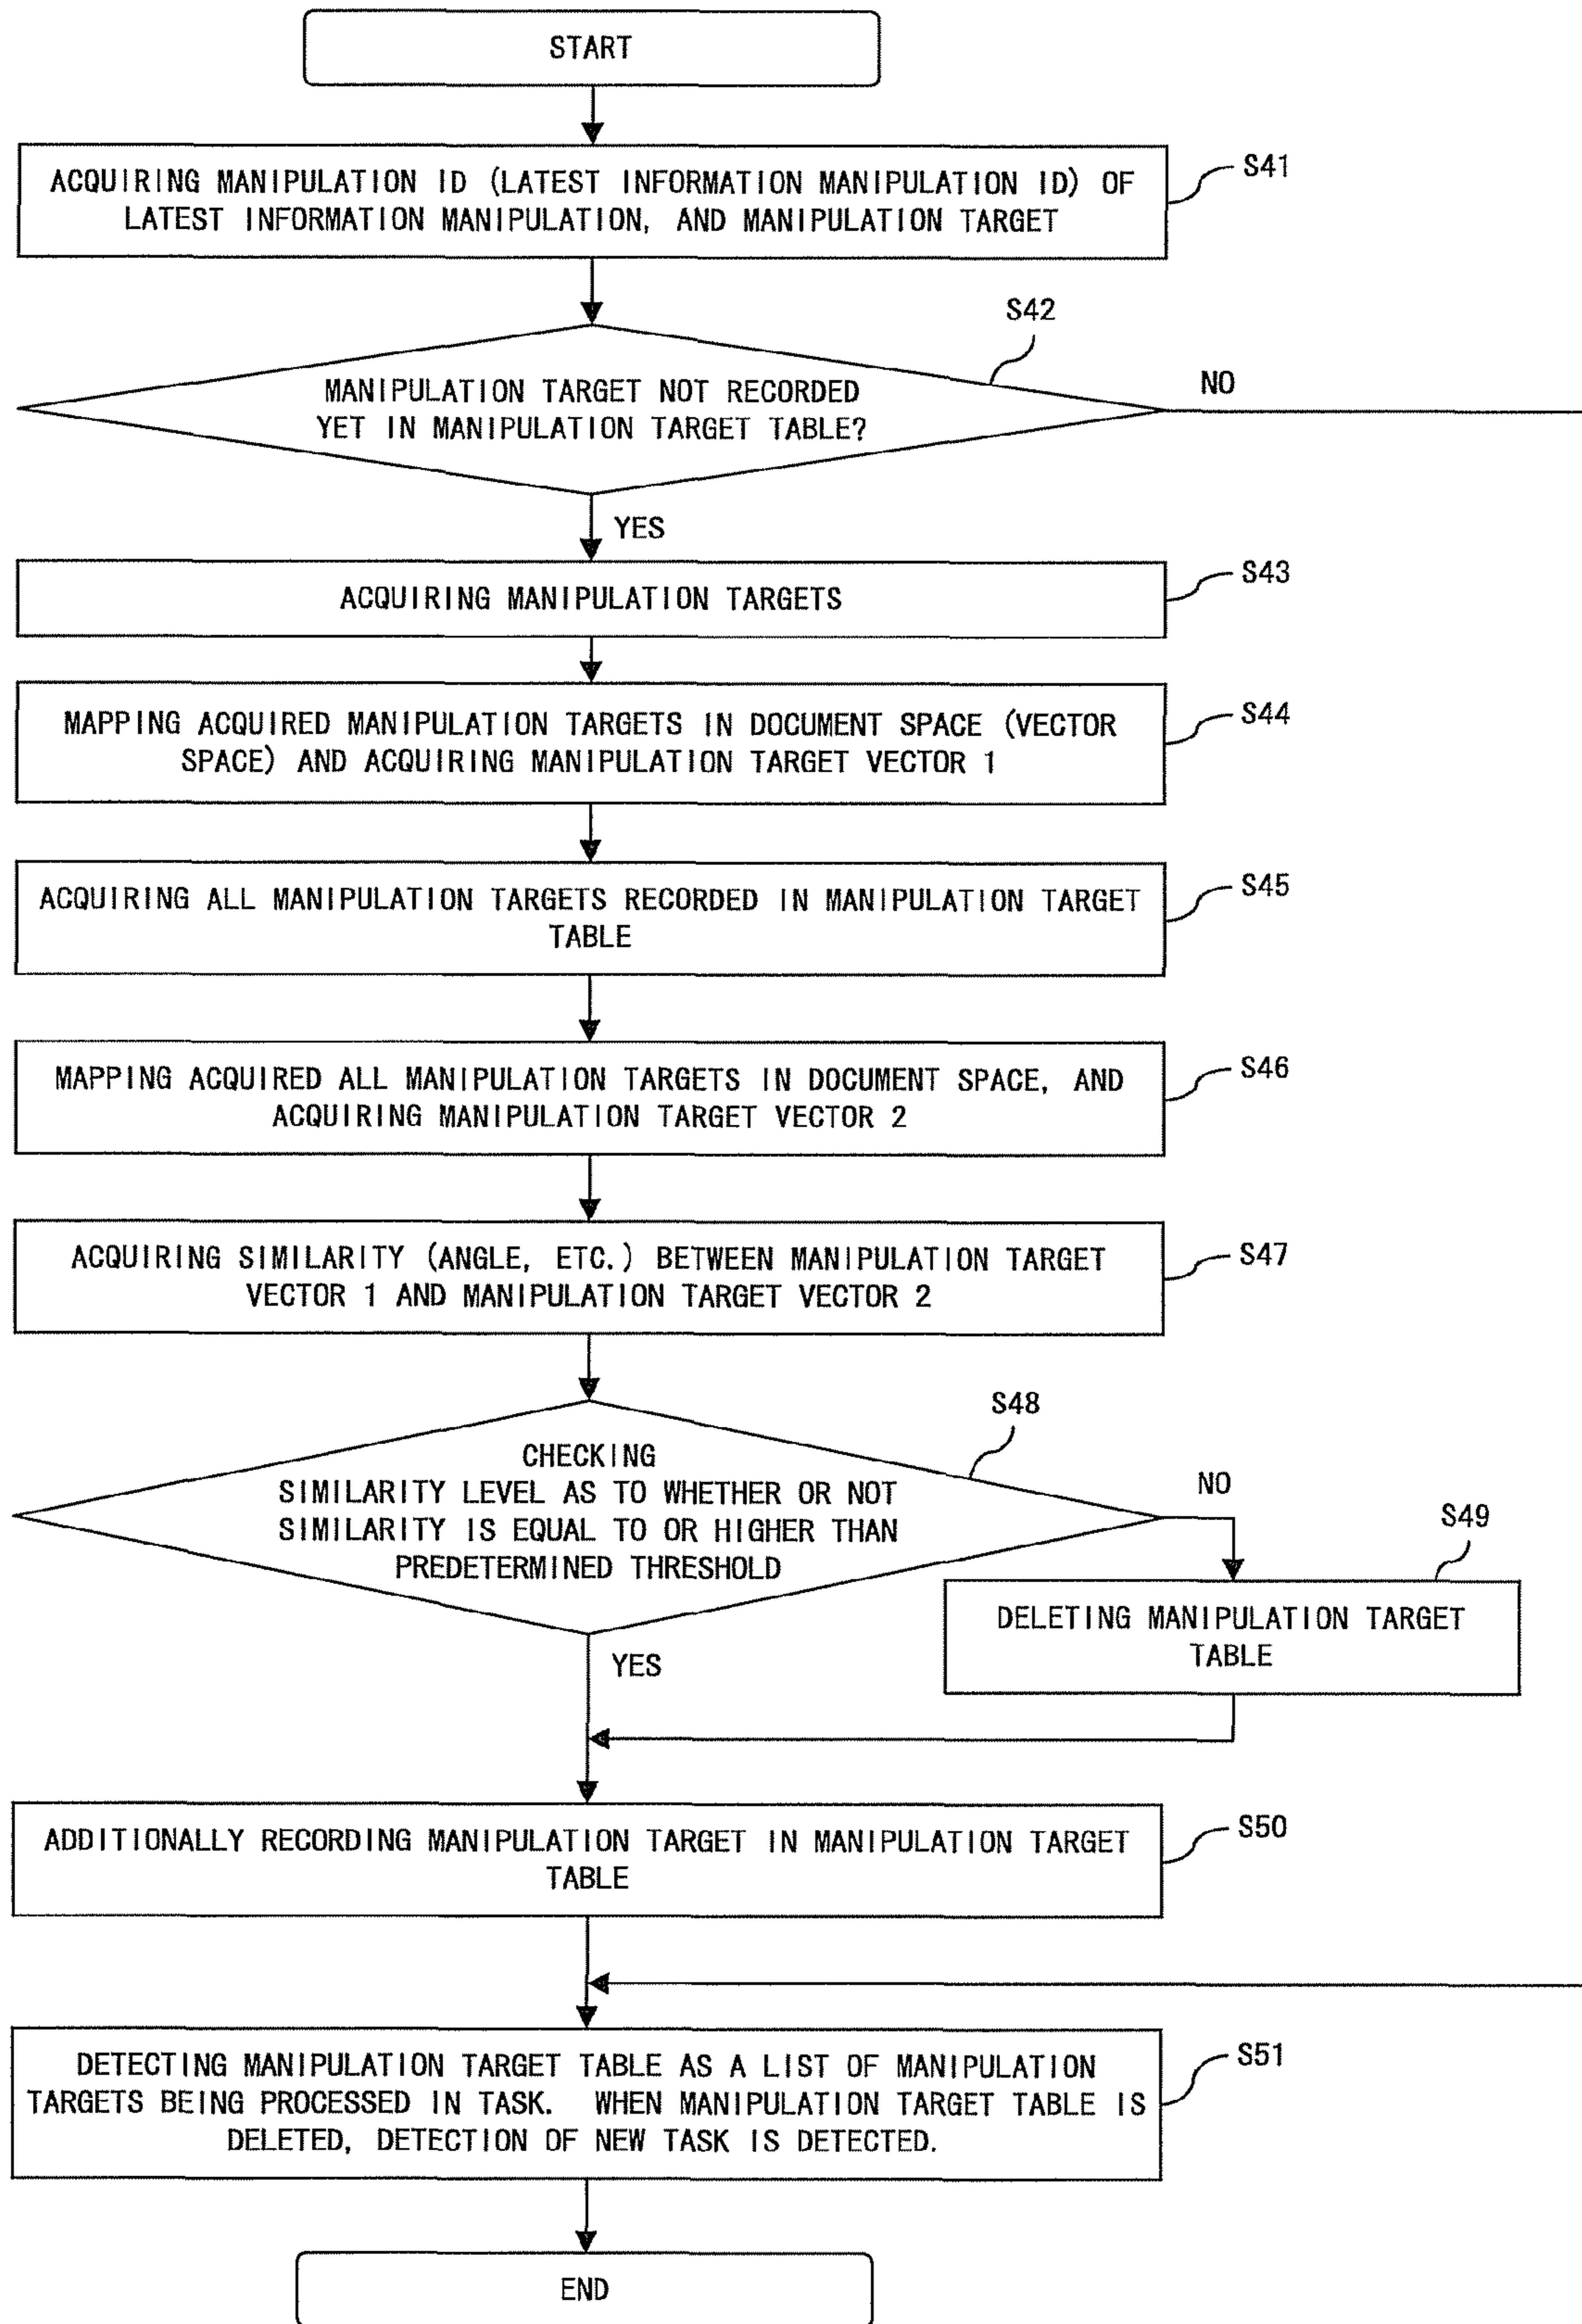 START
ACQUIRING MANIPULATION ID (LATEST INFORMATION MANIPULATION ID) OF
LATEST INFORMATION MANIPULATION, AND MANIPULATION TARGET
S41
S42
MANIPULATION TARGET NOT RECORDED
YET IN MANIPULATION TARGET TABLE?
NO
YES
ACQUIRING MANIPULATION TARGETS
S43
MAPPING ACQUIRED MANIPULATION TARGETS IN DOCUMENT SPACE (VECTOR
SPACE) AND ACQUIRING MANIPULATION TARGET VECTOR 1
S44
ACQUIRING ALL MANIPULATION TARGETS RECORDED IN MANIPULATION TARGET
TABLE
S45
MAPPING ACQUIRED ALL MANIPULATION TARGETS IN DOCUMENT SPACE, AND
ACQUIRING MANIPULATION TARGET VECTOR 2
S46
ACQUIRING SIMILARITY (ANGLE, ETC.) BETWEEN MANIPULATION TARGET
VECTOR 1 AND MANIPULATION TARGET VECTOR 2
S47
S48
CHECKING
SIMILARITY LEVEL AS TO WHETHER OR NOT
SIMILARITY IS EQUAL TO OR HIGHER THAN
PREDETERMINED THRESHOLD
NO
S49
DELETING MANIPULATION TARGET
TABLE
YES
ADDITIONALLY RECORDING MANIPULATION TARGET IN MANIPULATION TARGET
TABLE
S50
DETECTING MANIPULATION TARGET TABLE AS A LIST OF MANIPULATION
TARGETS BEING PROCESSED IN TASK. WHEN MANIPULATION TARGET TABLE IS
DELETED, DETECTION OF NEW TASK IS DETECTED.
S51
END